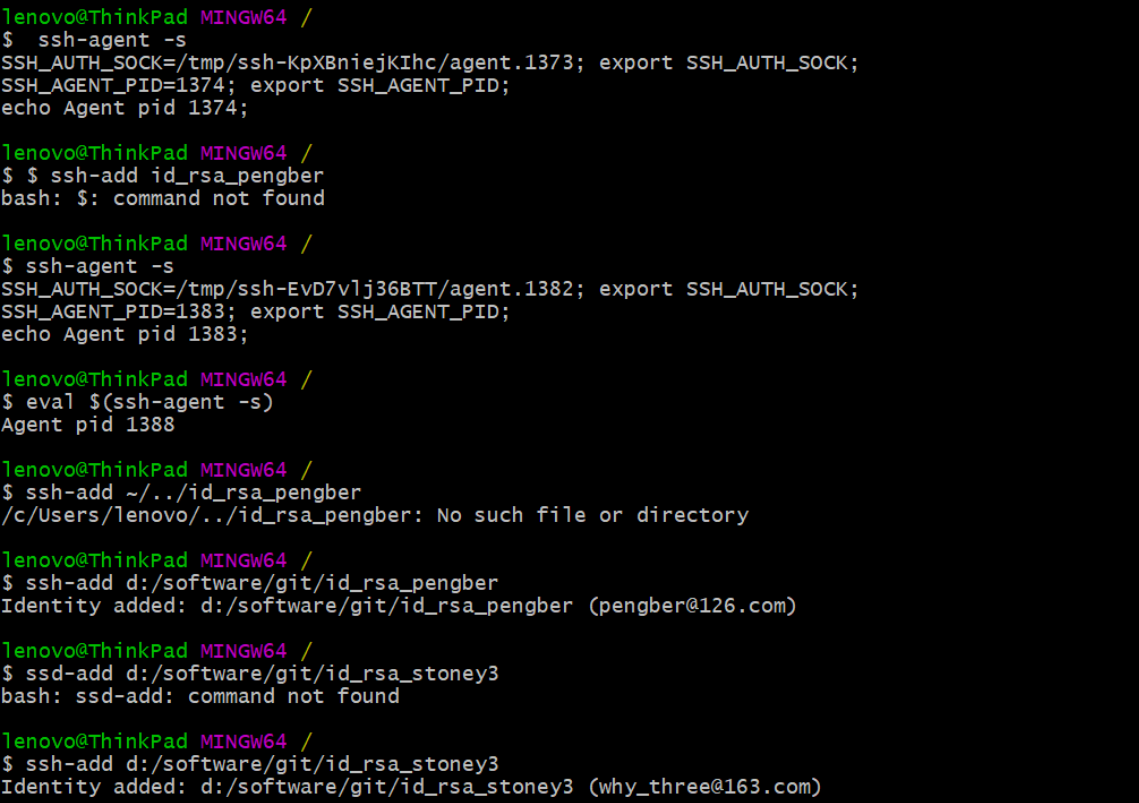 lenovo@ThinkPad MINGW64 /
$  ssh-agent -s
SSH_AUTH_SOCK=/tmp/ssh-KpXBniejKIhc/agent.1373; export SSH_AUTH_SOCK;
SSH_AGENT_PID=1374; export SSH_AGENT_PID;
echo Agent pid 1374;

lenovo@ThinkPad MINGW64 /
$ $ ssh-add id_rsa_pengber
bash: $: command not found

lenovo@ThinkPad MINGW64 /
$ ssh-agent -s
SSH_AUTH_SOCK=/tmp/ssh-EvD7vlj36BTT/agent.1382; export SSH_AUTH_SOCK;
SSH_AGENT_PID=1383; export SSH_AGENT_PID;
echo Agent pid 1383;

lenovo@ThinkPad MINGW64 /
$ eval $(ssh-agent -s)
Agent pid 1388

lenovo@ThinkPad MINGW64 /
$ ssh-add ~/../id_rsa_pengber
/c/Users/lenovo/../id_rsa_pengber: No such file or directory

lenovo@ThinkPad MINGW64 /
$ ssh-add d:/software/git/id_rsa_pengber
Identity added: d:/software/git/id_rsa_pengber (pengber@126.com)

lenovo@ThinkPad MINGW64 /
$ ssd-add d:/software/git/id_rsa_stoney3
bash: ssd-add: command not found

lenovo@ThinkPad MINGW64 /
$ ssh-add d:/software/git/id_rsa_stoney3
Identity added: d:/software/git/id_rsa_stoney3 (why_three@163.com)